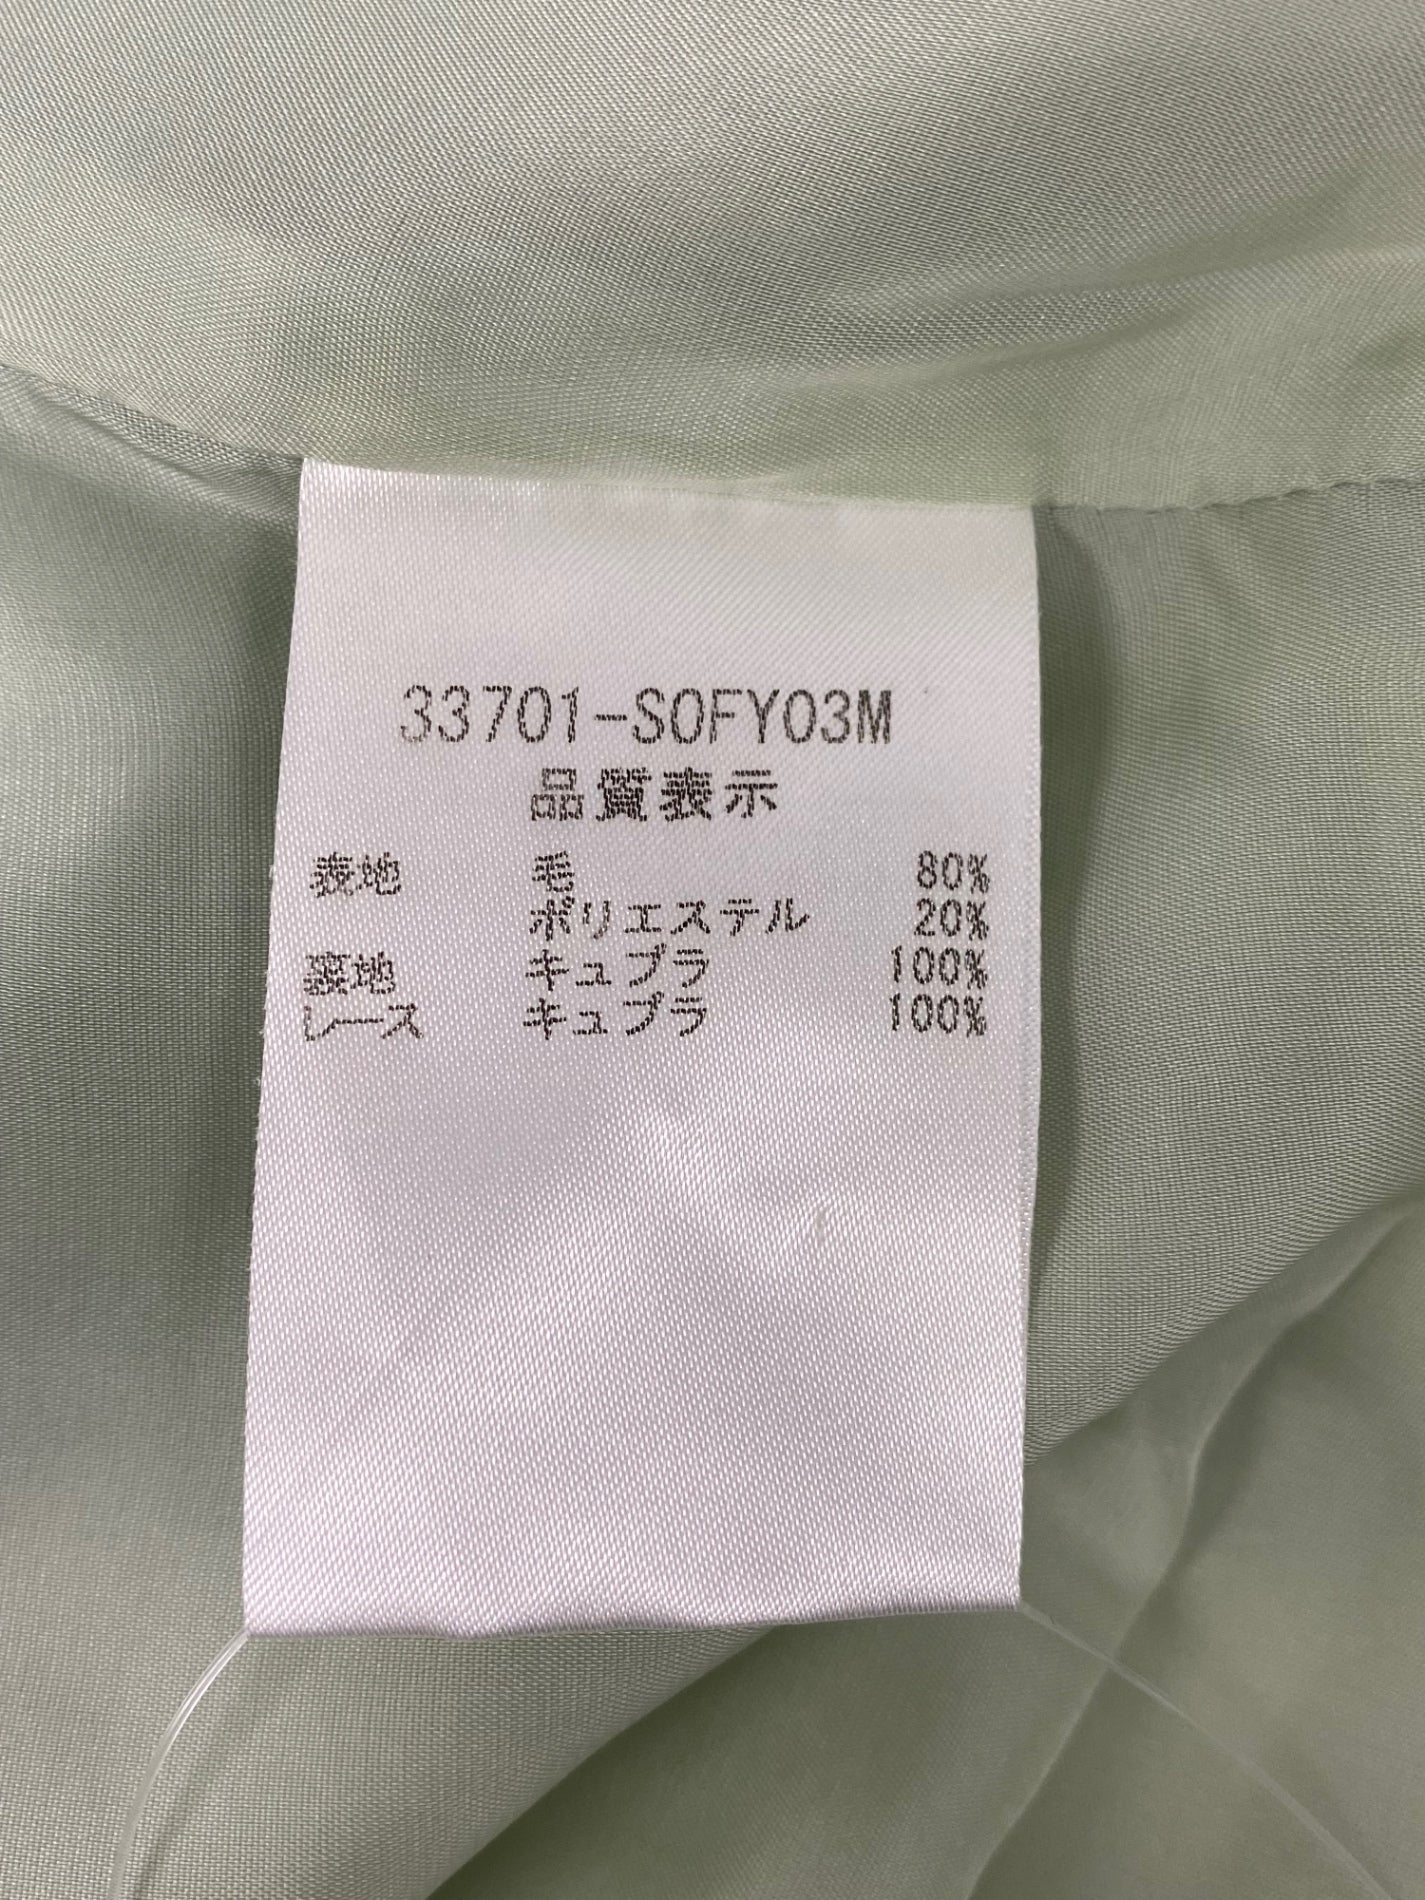 33701-SOFY03M
品質表示
表地 毛 80%
ポリエステル 20%
裏地 キュプラ 100%
レース キュプラ 100%